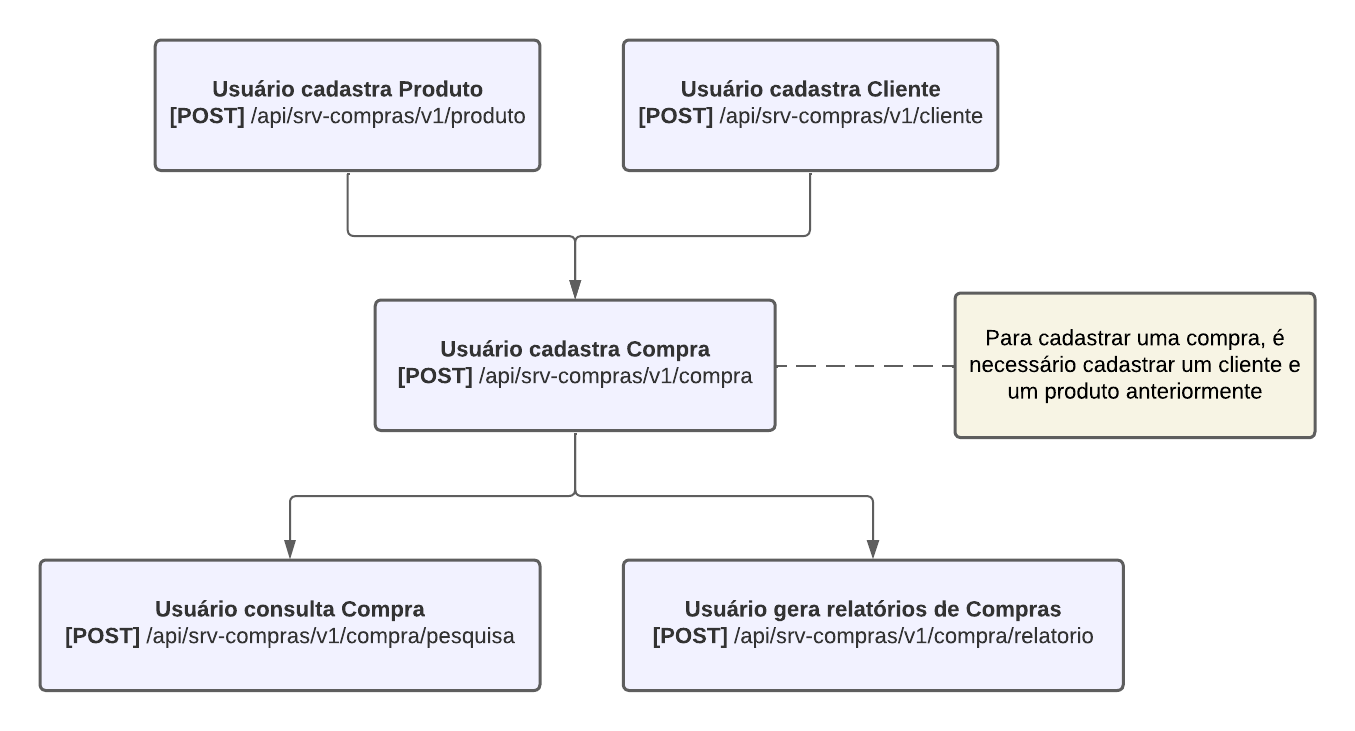 Usuário cadastra Produto
[POST] /api/srv-compras/v1/produto
Usuário cadastra Cliente
[POST] /api/srv-compras/v1/cliente
Usuário cadastra Compra
[POST] /api/srv-compras/v1/compra
Para cadastrar uma compra, é
necessário cadastrar um cliente e
um produto anteriormente
Usuário consulta Compra
[POST] /api/srv-compras/v1/compra/pesquisa
Usuário gera relatórios de Compras
[POST] /api/srv-compras/v1/compra/relatorio